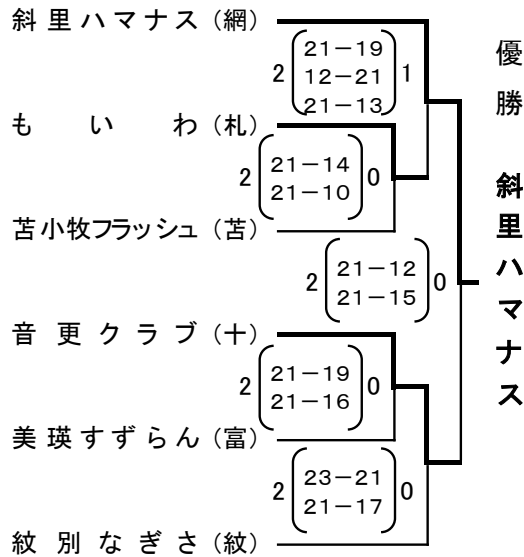 斜里ハマナス（網）
2 21－19 1
12－21
21－13
もいわ（札）
2 21－14 0
21－10
苫小牧フラッシュ（苫）
2 21－12 0
21－15
音更クラブ（十）
2 21－19 0
21－16
美瑛すずらん（富）
2 23－21 0
21－17
紋別なぎさ（紋）
優勝 斜里ハマナス